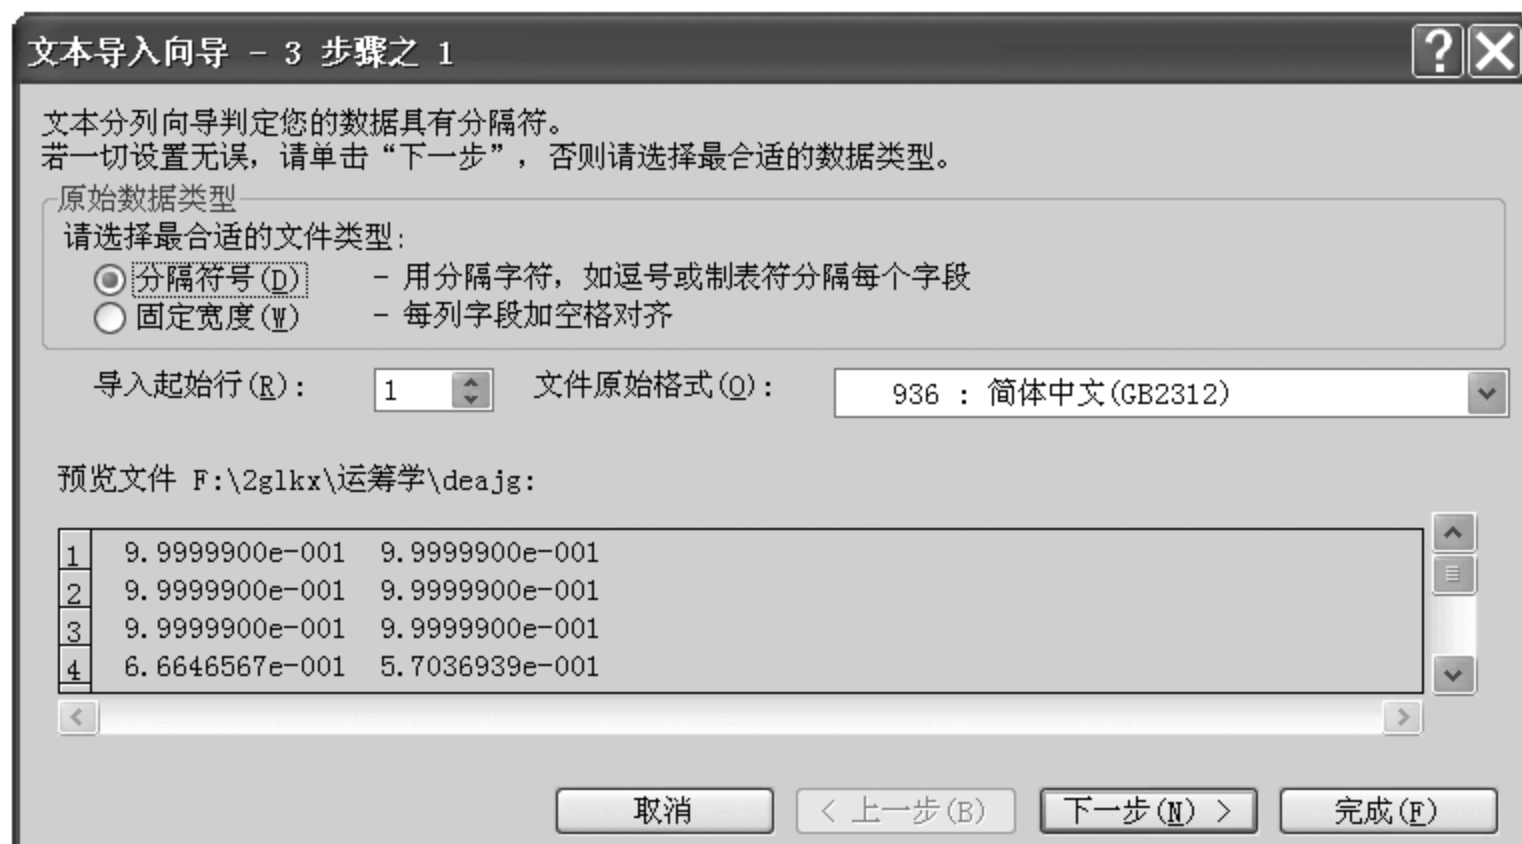 文本导入向导 - 3 步骤之 1
文本分列向导判定您的数据具有分隔符。
若一切设置无误，请单击“下一步”，否则请选择最合适的数据类型。
原始数据类型
请选择最合适的文件类型:
分隔符号(D) - 用分隔字符，如逗号或制表符分隔每个字段
固定宽度(W) - 每列字段加空格对齐
导入起始行(R): 1 文件原始格式(O): 936 : 简体中文(GB2312)
预览文件 F:\2glkx\运筹学\deajg:
1 9.9999900e-001 9.9999900e-001
2 9.9999900e-001 9.9999900e-001
3 9.9999900e-001 9.9999900e-001
4 6.6646567e-001 5.7036939e-001
取消 < 上一步(B) 下一步(N) > 完成(F)